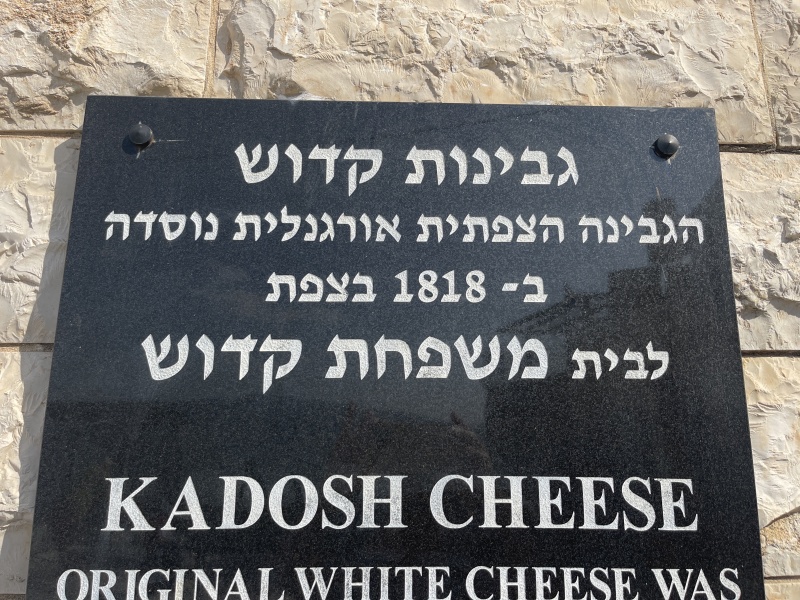 גבינות קדוש
הגבינה הצפתית אורגנלית נוסדה
ב- 1818 בצפת
לבית משפחת קדוש
KADOSH CHEESE
ORIGINAL WHITE CHEESE WAS